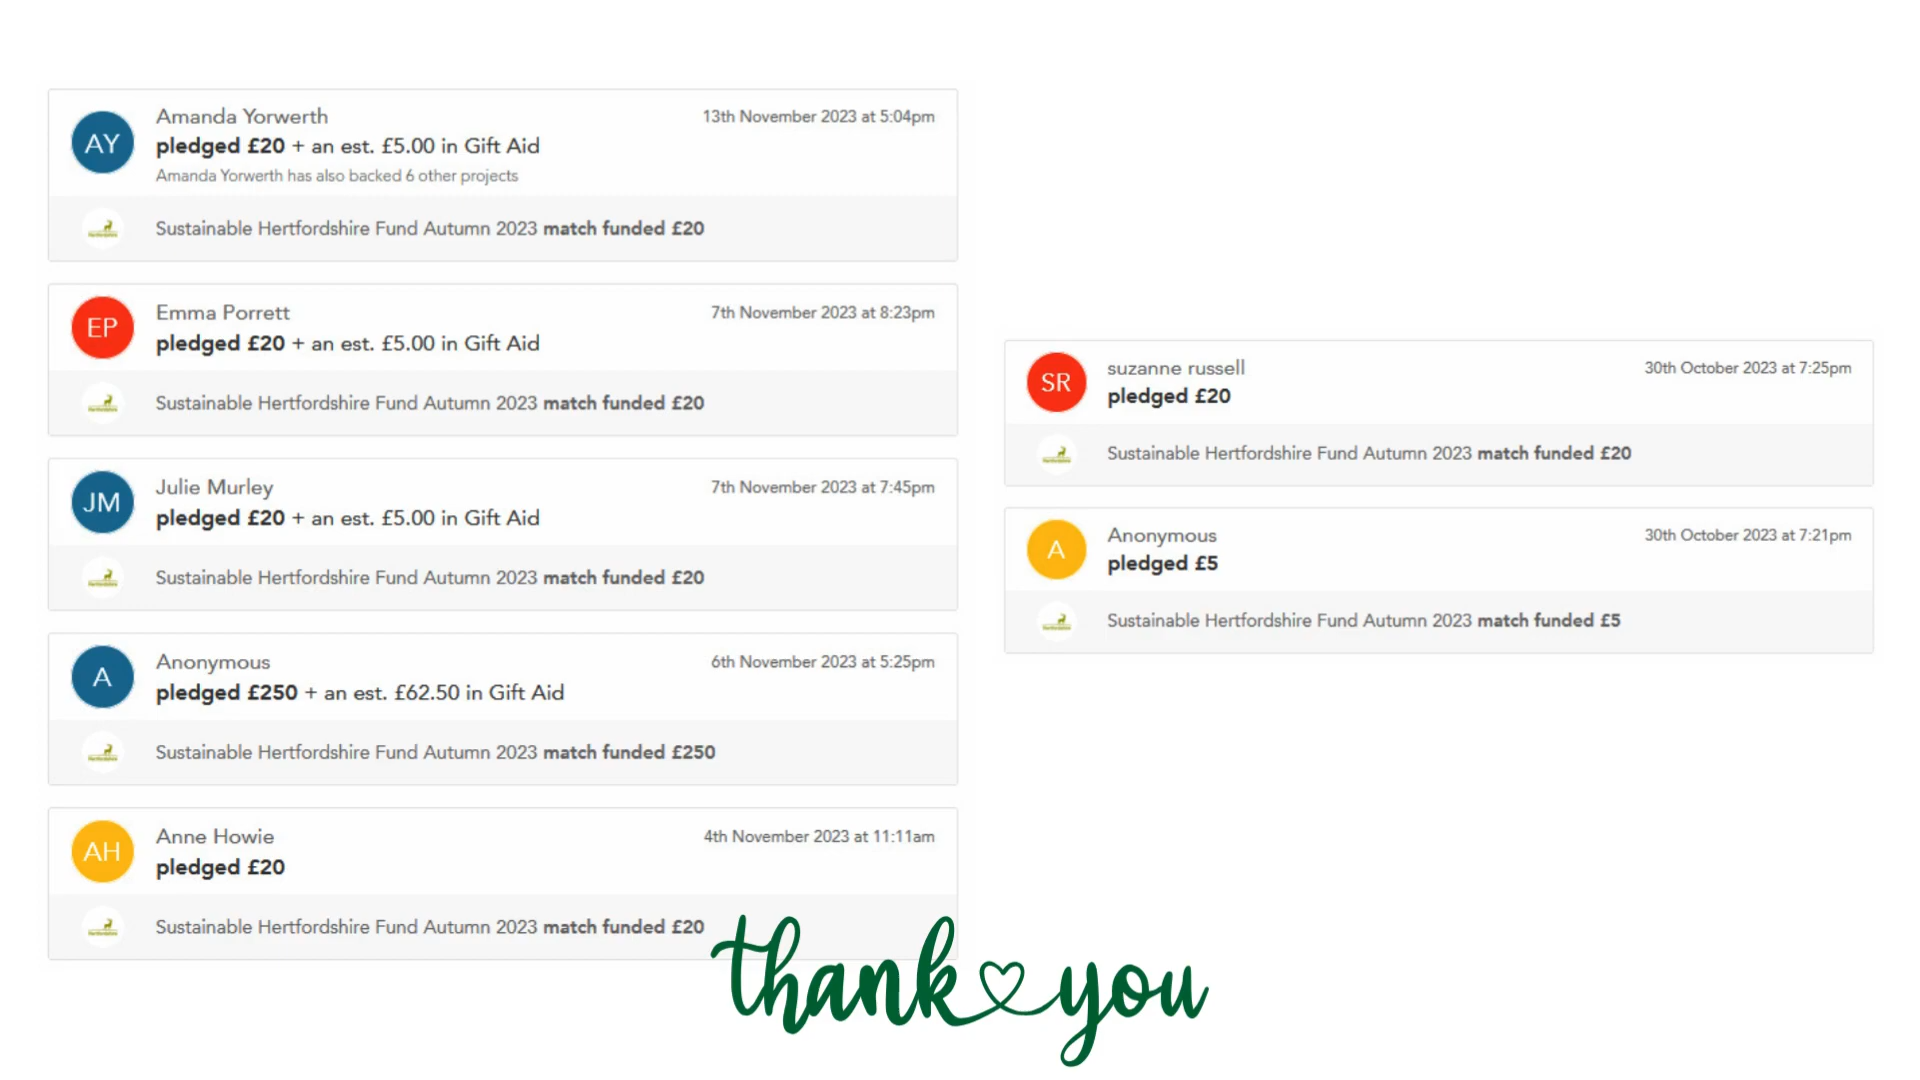 AY
Amanda Yorwerth
13th November 2023 at 5:04pm
pledged £20 + an est. £5.00 in Gift Aid
Amanda Yorwerth has also backed 6 other projects
Sustainable Hertfordshire Fund Autumn 2023 match funded £20
EP
Emma Porrett
7th November 2023 at 8:23pm
pledged £20 + an est. £5.00 in Gift Aid
Sustainable Hertfordshire Fund Autumn 2023 match funded £20
JM
Julie Murley
7th November 2023 at 7:45pm
pledged £20 + an est. £5.00 in Gift Aid
Sustainable Hertfordshire Fund Autumn 2023 match funded £20
A
Anonymous
6th November 2023 at 5:25pm
pledged £250 + an est. £62.50 in Gift Aid
Sustainable Hertfordshire Fund Autumn 2023 match funded £250
AH
Anne Howie
4th November 2023 at 11:11am
pledged £20
Sustainable Hertfordshire Fund Autumn 2023 match funded £20
SR
suzanne russell
30th October 2023 at 7:25pm
pledged £20
Sustainable Hertfordshire Fund Autumn 2023 match funded £20
A
Anonymous
30th October 2023 at 7:21pm
pledged £5
Sustainable Hertfordshire Fund Autumn 2023 match funded £5
thank you